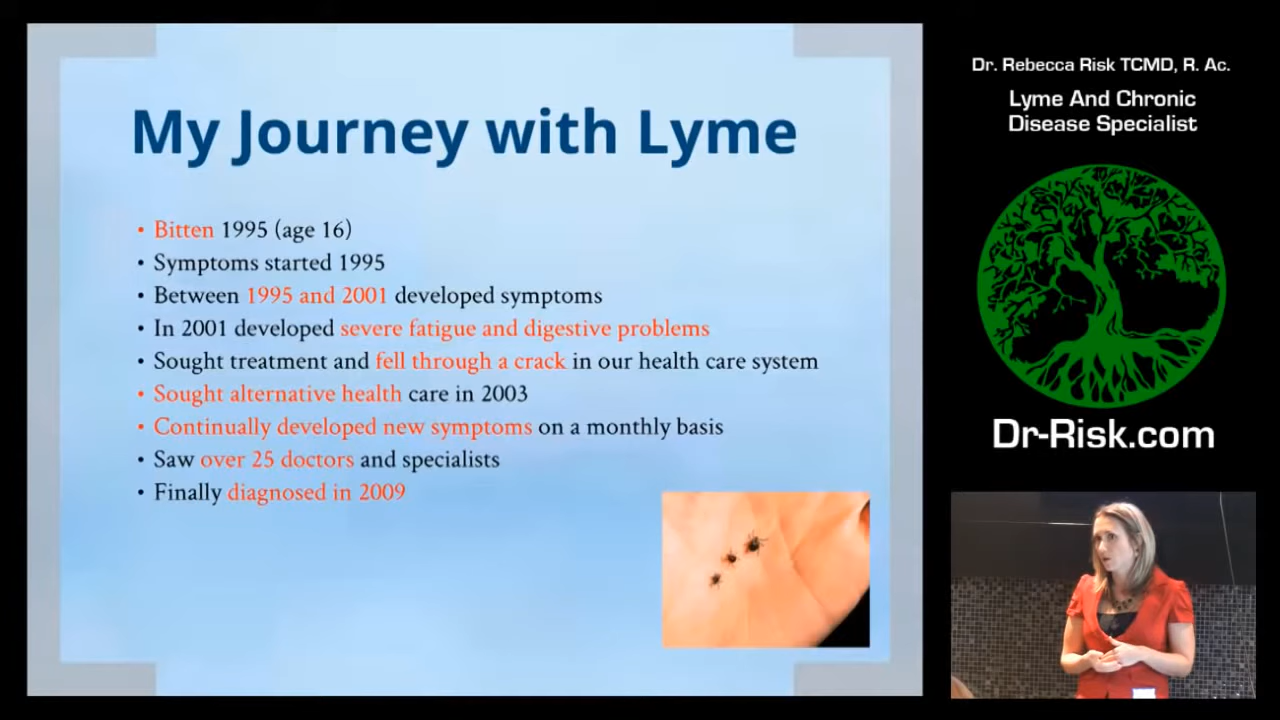 My Journey with Lyme
• Bitten 1995 (age 16)
• Symptoms started 1995
• Between 1995 and 2001 developed symptoms
• In 2001 developed severe fatigue and digestive problems
• Sought treatment and fell through a crack in our health care system
• Sought alternative health care in 2003
• Continually developed new symptoms on a monthly basis
• Saw over 25 doctors and specialists
• Finally diagnosed in 2009
Dr. Rebecca Risk TCMD, R. Ac.
Lyme And Chronic
Disease Specialist
Dr-Risk.com